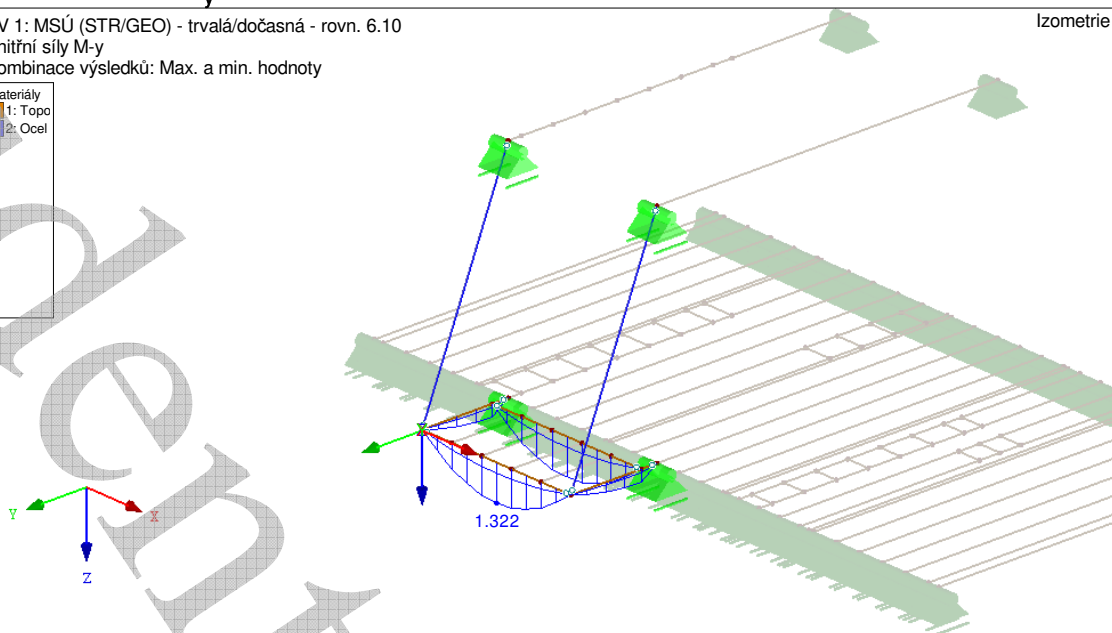 V 1: MSÚ (STR/GEO) - trvalá/dočasná - rovn. 6.10
Izometrie
nitřní síly M-y
ombinace výsledků: Max. a min. hodnoty
ateriály
1: Topo
2: Ocel
1.322
Y
X
Z